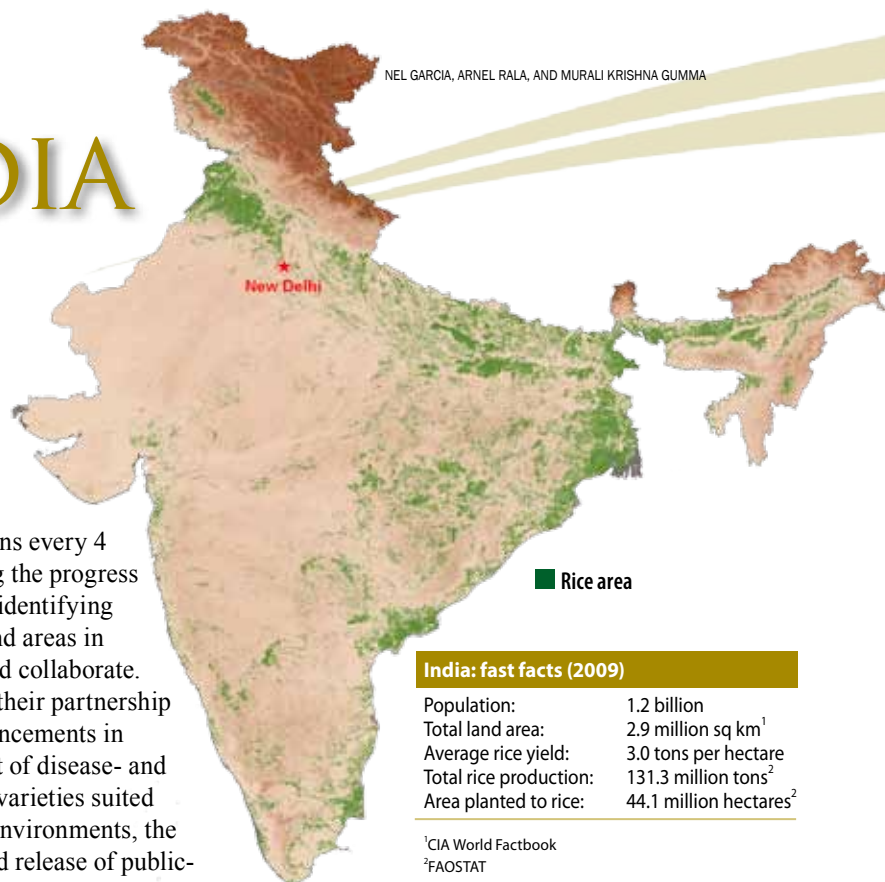 NEL GARCIA, ARNEL RALA, AND MURALI KRISHNA GUMMA
DIA
New Delhi
ns every 4
g the progress
identifying
nd areas in
d collaborate.
their partnership
ncements in
t of disease- and
varieties suited
nvironments, the
d release of public-
Rice area
India: fast facts (2009)
Population: 1.2 billion
Total land area: 2.9 million sq km¹
Average rice yield: 3.0 tons per hectare
Total rice production: 131.3 million tons²
Area planted to rice: 44.1 million hectares²
¹CIA World Factbook
²FAOSTAT